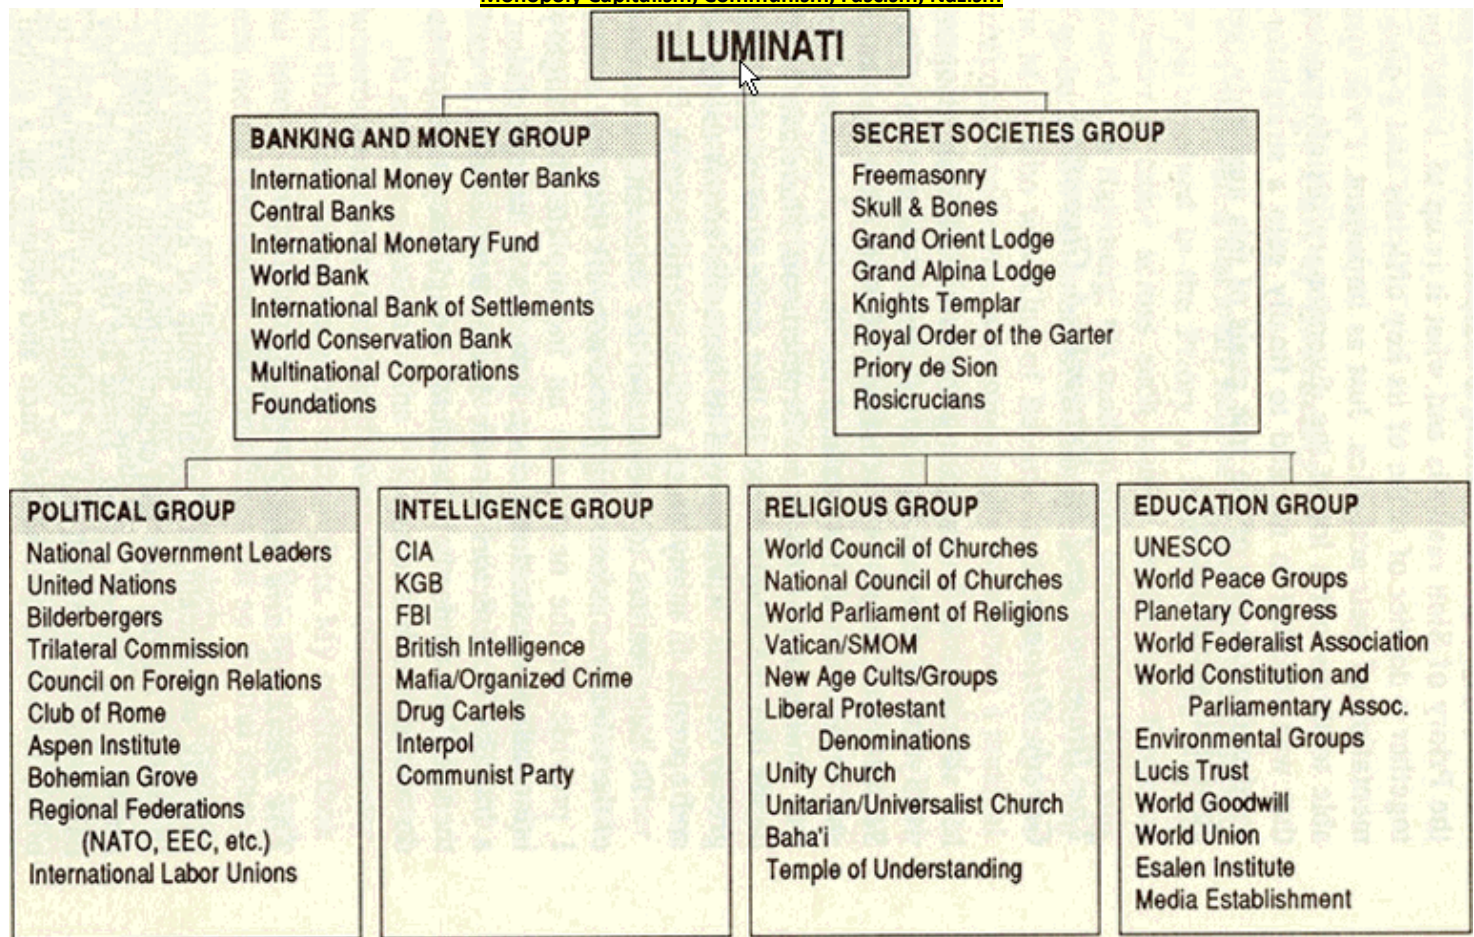 Monopoly Capitalism, Communism, Fascism, Nazism
ILLUMINATI
BANKING AND MONEY GROUP
International Money Center Banks
Central Banks
International Monetary Fund
World Bank
International Bank of Settlements
World Conservation Bank
Multinational Corporations
Foundations
SECRET SOCIETIES GROUP
Freemasonry
Skull & Bones
Grand Orient Lodge
Grand Alpina Lodge
Knights Templar
Royal Order of the Garter
Priory de Sion
Rosicrucians
POLITICAL GROUP
National Government Leaders
United Nations
Bilderbergers
Trilateral Commission
Council on Foreign Relations
Club of Rome
Aspen Institute
Bohemian Grove
Regional Federations
(NATO, EEC, etc.)
International Labor Unions
INTELLIGENCE GROUP
CIA
KGB
FBI
British Intelligence
Mafia/Organized Crime
Drug Cartels
Interpol
Communist Party
RELIGIOUS GROUP
World Council of Churches
National Council of Churches
World Parliament of Religions
Vatican/SMOM
New Age Cults/Groups
Liberal Protestant
Denominations
Unity Church
Unitarian/Universalist Church
Baha'i
Temple of Understanding
EDUCATION GROUP
UNESCO
World Peace Groups
Planetary Congress
World Federalist Association
World Constitution and
Parliamentary Assoc.
Environmental Groups
Lucis Trust
World Goodwill
World Union
Esalen Institute
Media Establishment